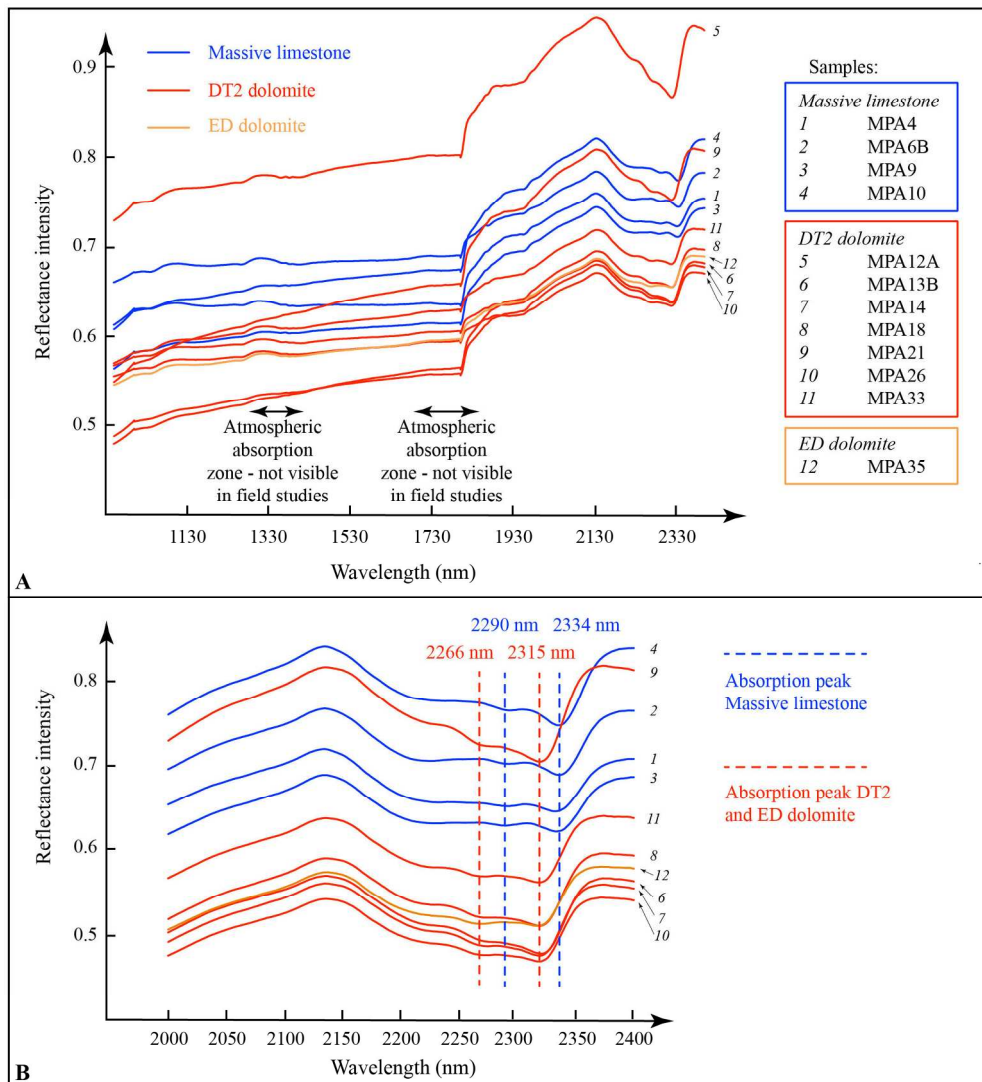 Massive limestone
DT2 dolomite
ED dolomite
Reflectance intensity
0.9
0.8
0.7
0.6
0.5
5
4
9
2
1
3
11
8
12
6
7
10
Atmospheric
absorption
zone - not visible
in field studies
Atmospheric
absorption
zone - not visible
in field studies
1130
1330
1530
1730
1930
2130
2330
Wavelength (nm)
A
Samples:
Massive limestone
1 MPA4
2 MPA6B
3 MPA9
4 MPA10
DT2 dolomite
5 MPA12A
6 MPA13B
7 MPA14
8 MPA18
9 MPA21
10 MPA26
11 MPA33
ED dolomite
12 MPA35
2290 nm
2334 nm
2266 nm
2315 nm
Reflectance intensity
0.8
0.7
0.6
0.5
4
9
2
1
3
11
8
12
6
7
10
Absorption peak
Massive limestone
Absorption peak DT2
and ED dolomite
2000
2050
2100
2150
2200
2250
2300
2350
2400
Wavelength (nm)
B